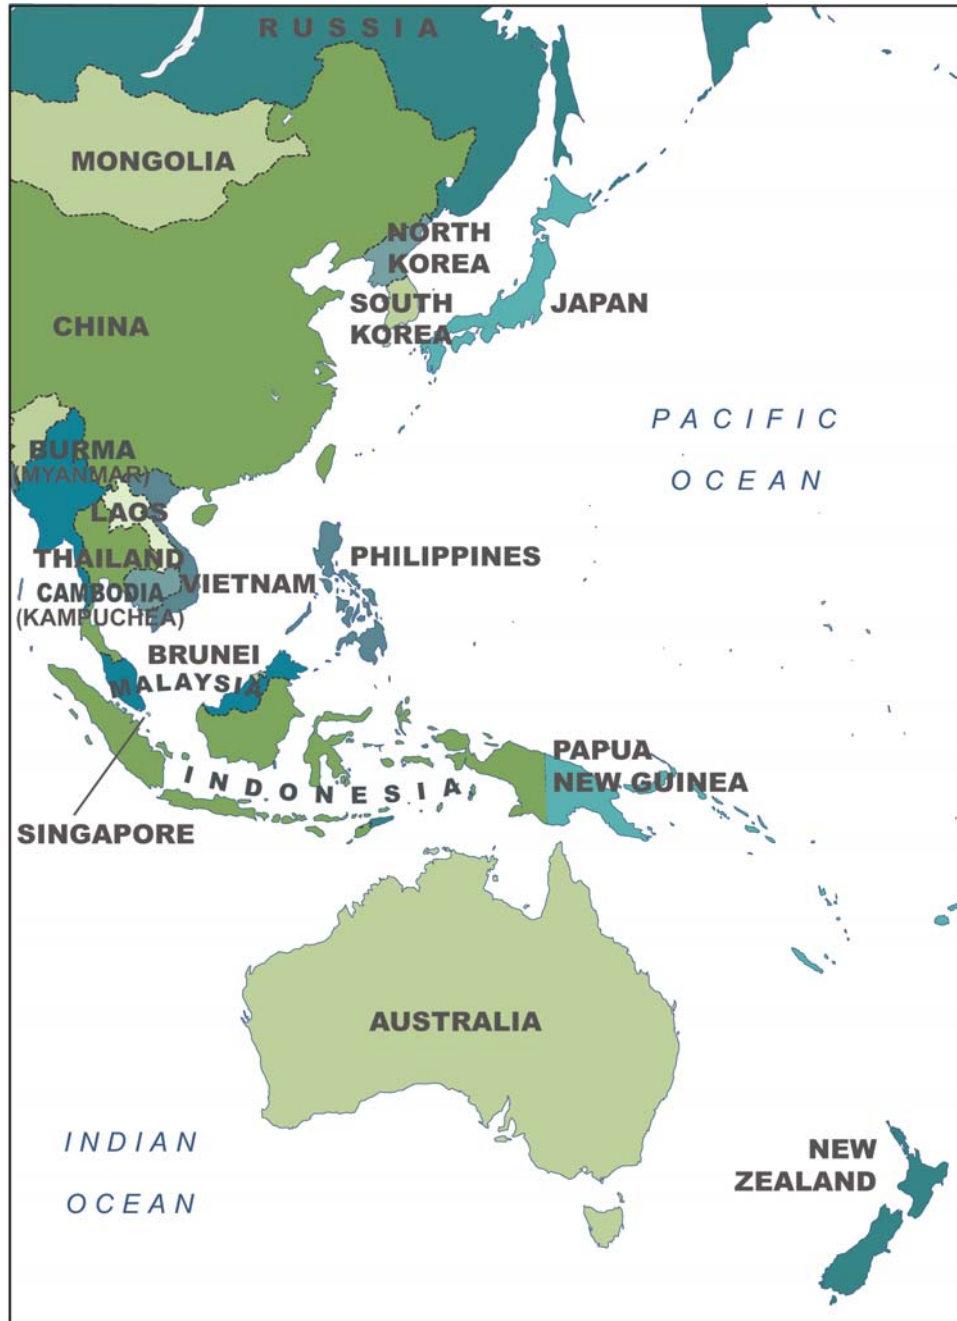 RUSSIA
MONGOLIA
NORTH
KOREA
SOUTH
KOREA
JAPAN
CHINA
PACIFIC
OCEAN
BURMA
(MYANMAR)
LAOS
THAILAND
PHILIPPINES
CAMBODIA
(KAMPUCHEA)
VIETNAM
BRUNEI
MALAYSIA
INDONESIA
PAPUA
NEW GUINEA
SINGAPORE
AUSTRALIA
INDIAN
OCEAN
NEW
ZEALAND